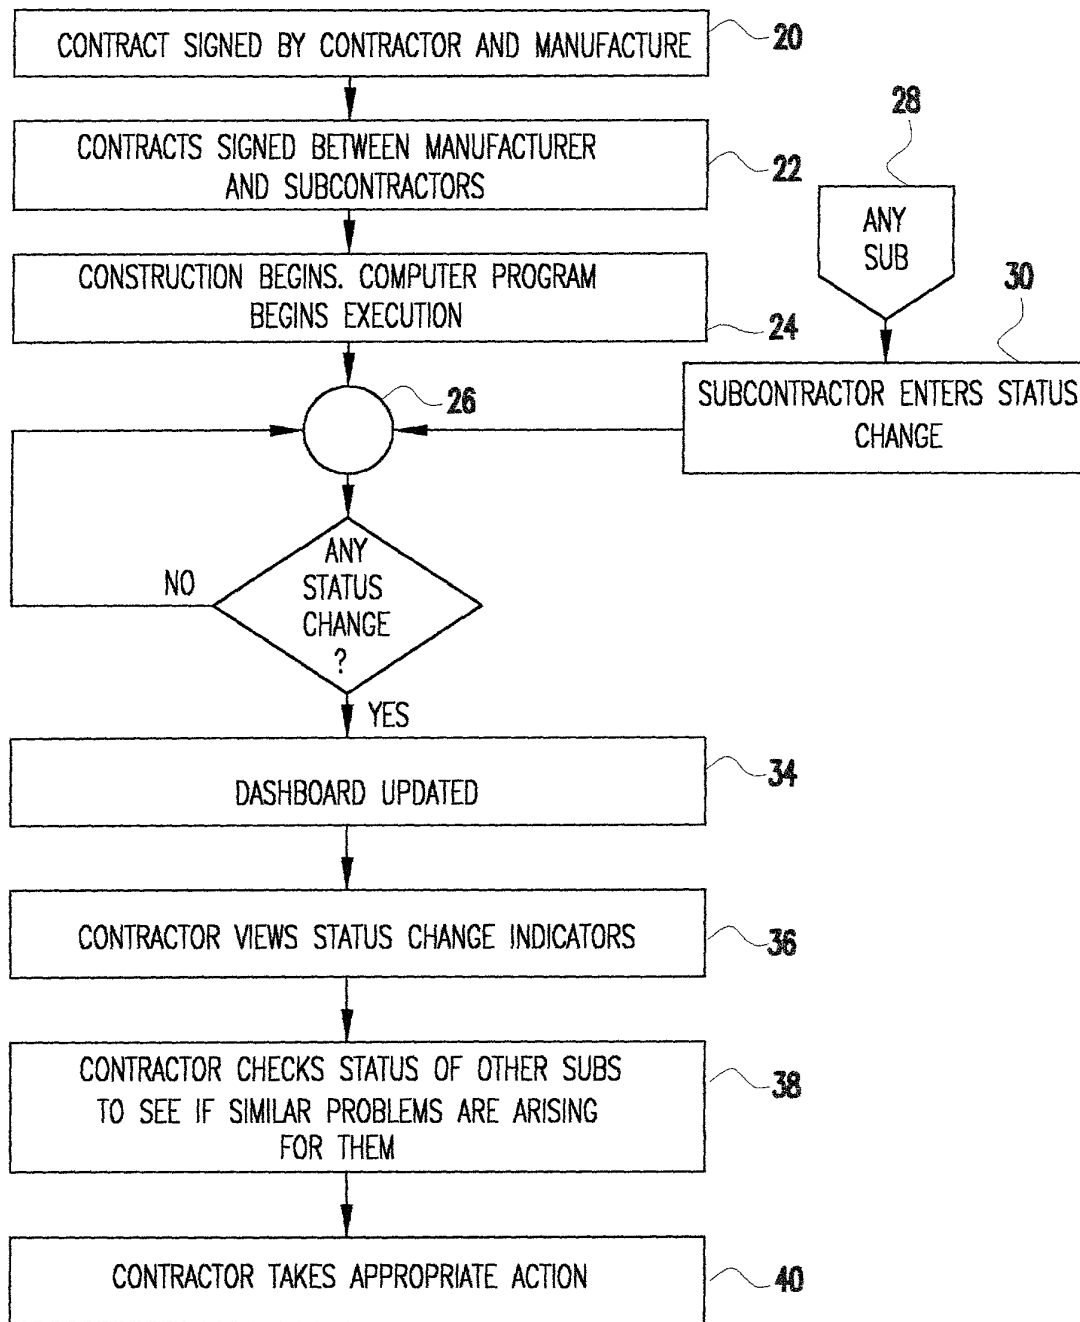 CONTRACT SIGNED BY CONTRACTOR AND MANUFACTURE
20
CONTRACTS SIGNED BETWEEN MANUFACTURER
AND SUBCONTRACTORS
22
28
ANY
SUB
CONSTRUCTION BEGINS. COMPUTER PROGRAM
BEGINS EXECUTION
24
30
SUBCONTRACTOR ENTERS STATUS
CHANGE
26
ANY
STATUS
CHANGE
?
NO
YES
DASHBOARD UPDATED
34
CONTRACTOR VIEWS STATUS CHANGE INDICATORS
36
CONTRACTOR CHECKS STATUS OF OTHER SUBS
TO SEE IF SIMILAR PROBLEMS ARE ARISING
FOR THEM
38
CONTRACTOR TAKES APPROPRIATE ACTION
40